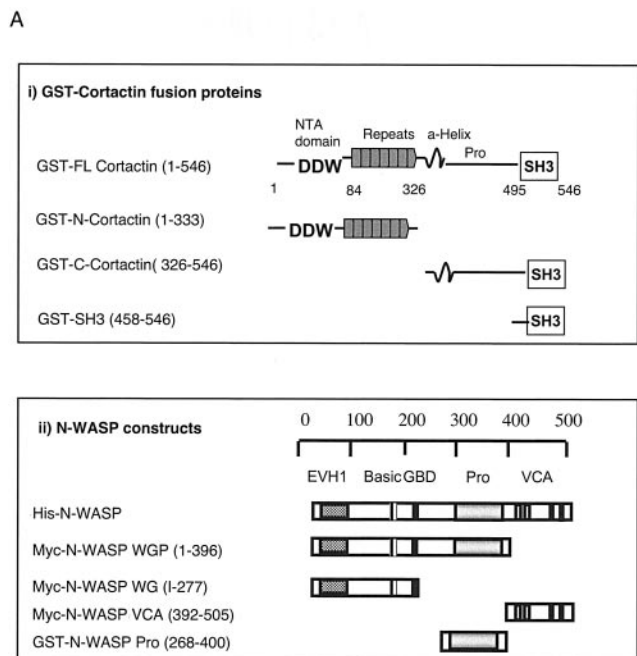 A
i) GST-Cortactin fusion proteins
NTA domain Repeats a-Helix Pro
GST-FL Cortactin (1-546) DDW SH3
1 84 326 495 546
GST-N-Cortactin (1-333) DDW
GST-C-Cortactin( 326-546) SH3
GST-SH3 (458-546) SH3
ii) N-WASP constructs 0 100 200 300 400 500
EVH1 Basic GBD Pro VCA
His-N-WASP
Myc-N-WASP WGP (1-396)
Myc-N-WASP WG (I-277)
Myc-N-WASP VCA (392-505)
GST-N-WASP Pro (268-400)